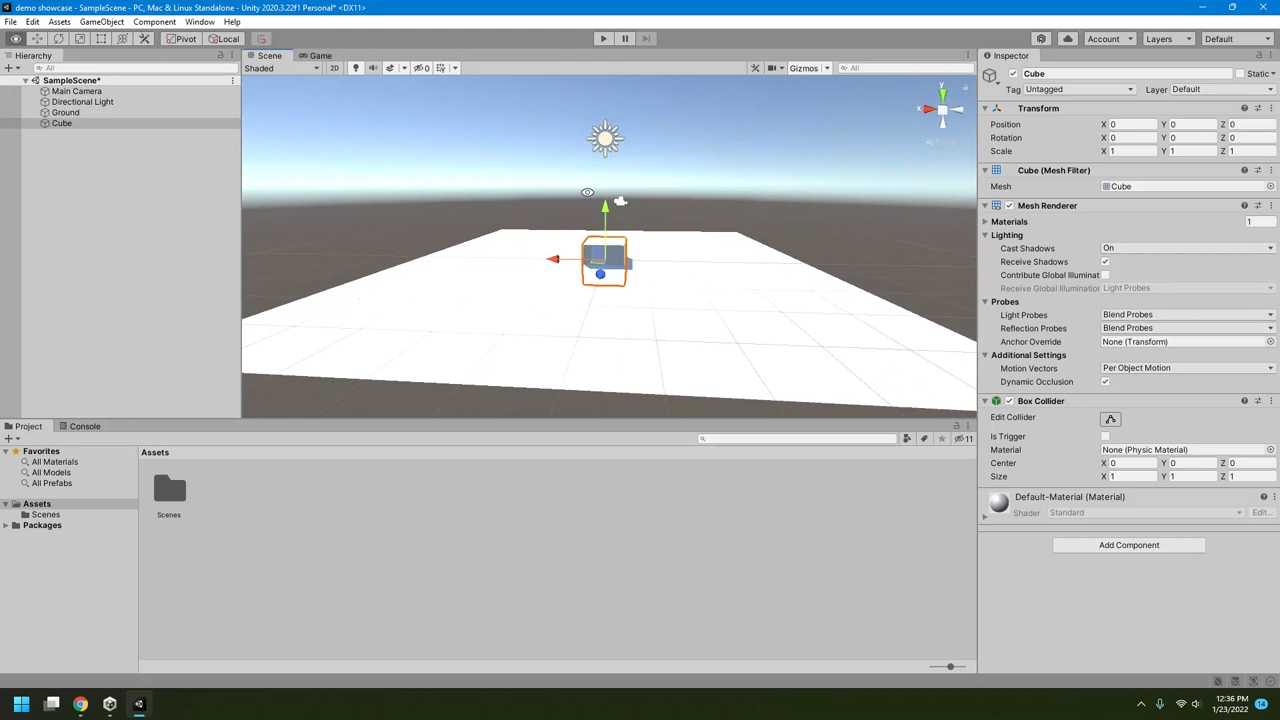 demo showcase - SampleScene - PC, Mac & Linux Standalone - Unity 2020.3.22f1 Personal* <DX11>
File Edit Assets GameObject Component Window Help
Pivot Local Account Layers Default
Hierarchy
All
SampleScene*
Main Camera
Directional Light
Ground
Cube
Scene Game
Shaded 2D 0 Gizmos All
y
x
Inspector
Cube Static
Tag Untagged Layer Default
Transform
Position X 0 Y 0 Z 0
Rotation X 0 Y 0 Z 0
Scale X 1 Y 1 Z 1
Cube (Mesh Filter)
Mesh Cube
Mesh Renderer
Materials 1
Lighting
Cast Shadows On
Receive Shadows
Contribute Global Illuminat
Receive Global Illumination Light Probes
Probes
Light Probes Blend Probes
Reflection Probes Blend Probes
Anchor Override None (Transform)
Additional Settings
Motion Vectors Per Object Motion
Dynamic Occlusion
Box Collider
Edit Collider
Is Trigger
Material None (Physic Material)
Center X 0 Y 0 Z 0
Size X 1 Y 1 Z 1
Default-Material (Material)
Shader Standard Edit...
Add Component
Project Console
11
Favorites
All Materials
All Models
All Prefabs
Assets
Scenes
Packages
Assets
Scenes
12:36 PM
1/23/2022
14